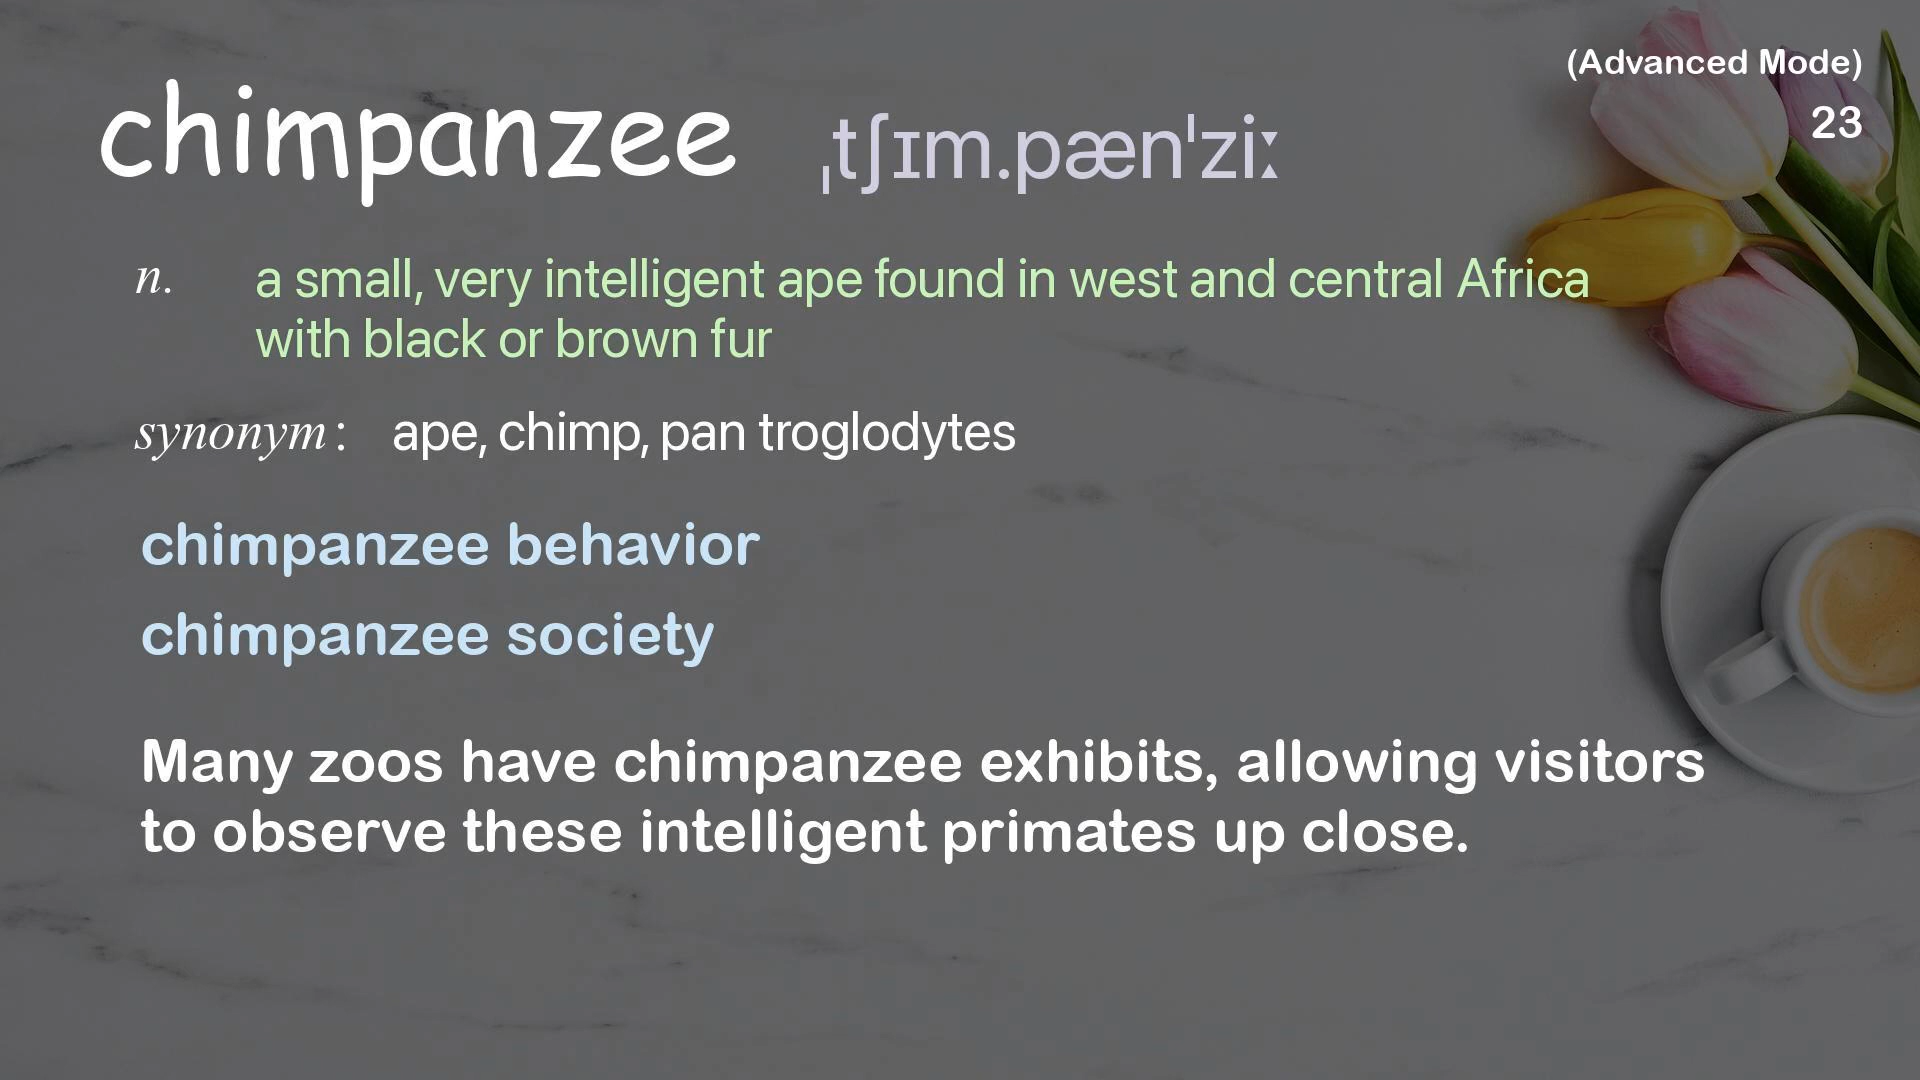 (Advanced Mode)
chimpanzee ˌtʃɪm.pænˈziː
23
n. a small, very intelligent ape found in west and central Africa
with black or brown fur
synonym: ape, chimp, pan troglodytes
chimpanzee behavior
chimpanzee society
Many zoos have chimpanzee exhibits, allowing visitors
to observe these intelligent primates up close.